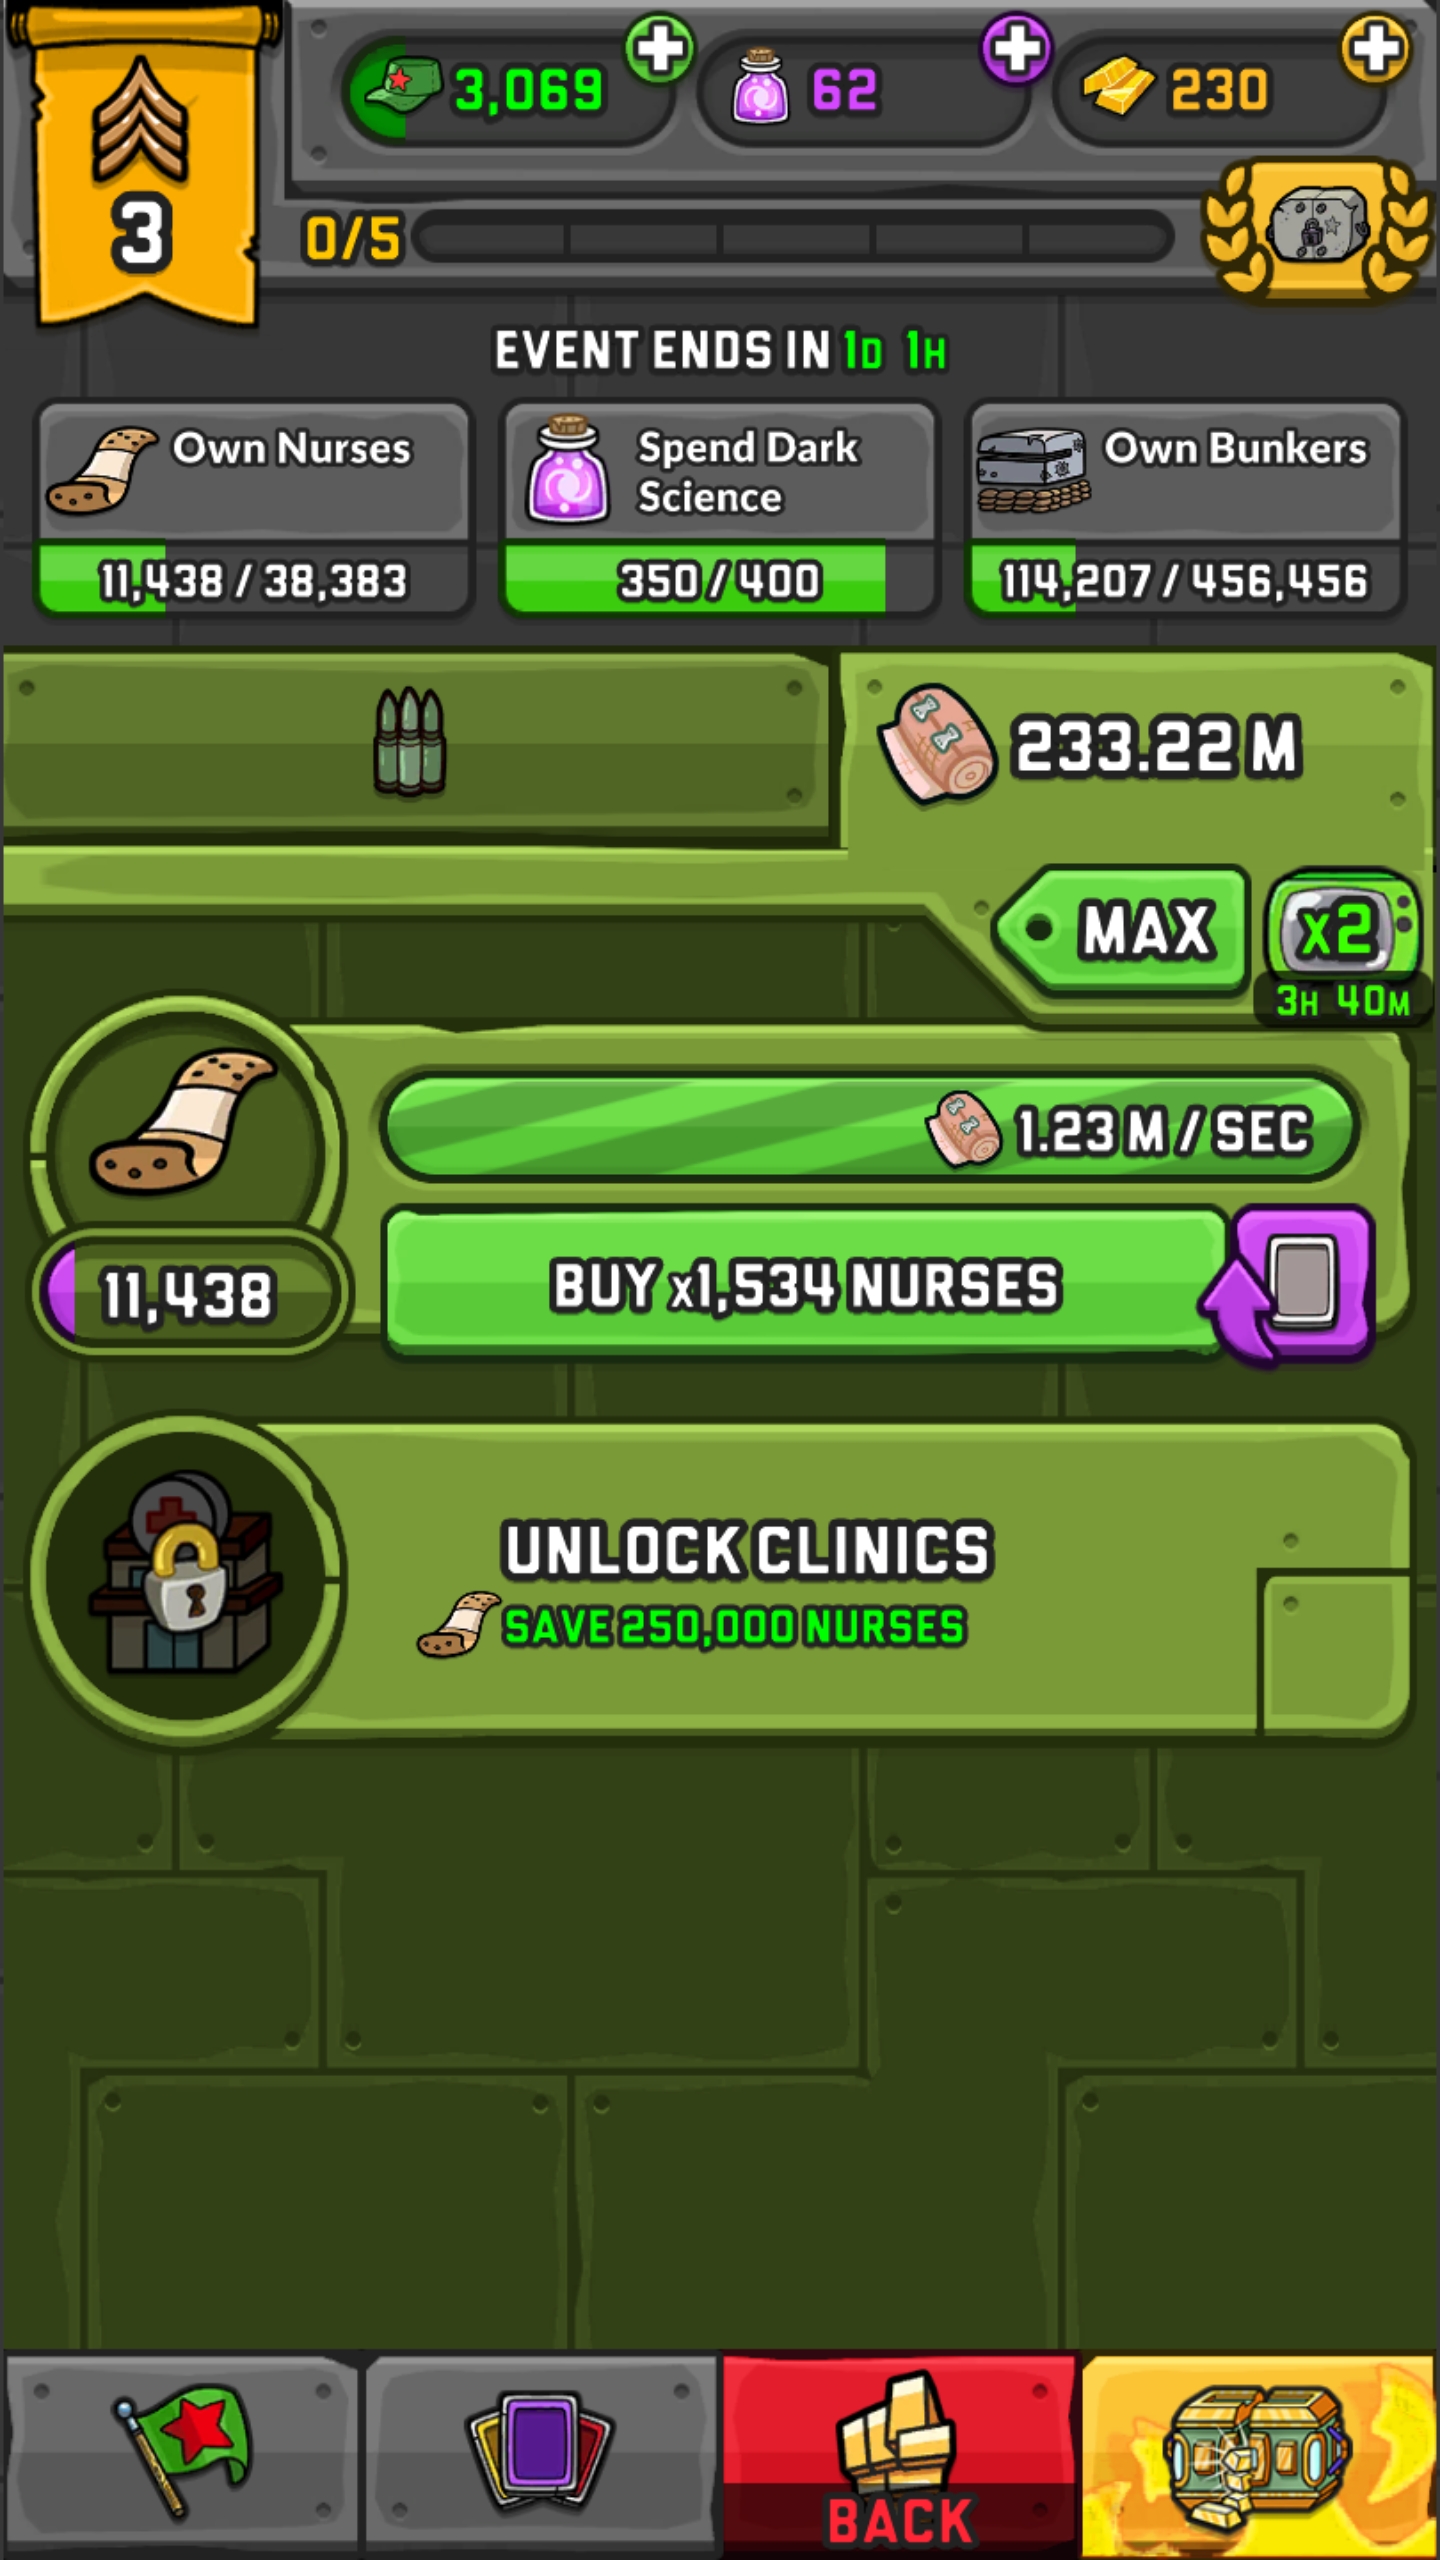 3,069
62
230
3
0/5
EVENT ENDS IN 1D 1H
Own Nurses
11,438 / 38,383
Spend Dark
Science
350 / 400
Own Bunkers
114,207 / 456,456
233.22 M
MAX
x2
3H 40M
1.23 M / SEC
11,438
BUY x1,534 NURSES
UNLOCK CLINICS
SAVE 250,000 NURSES
BACK